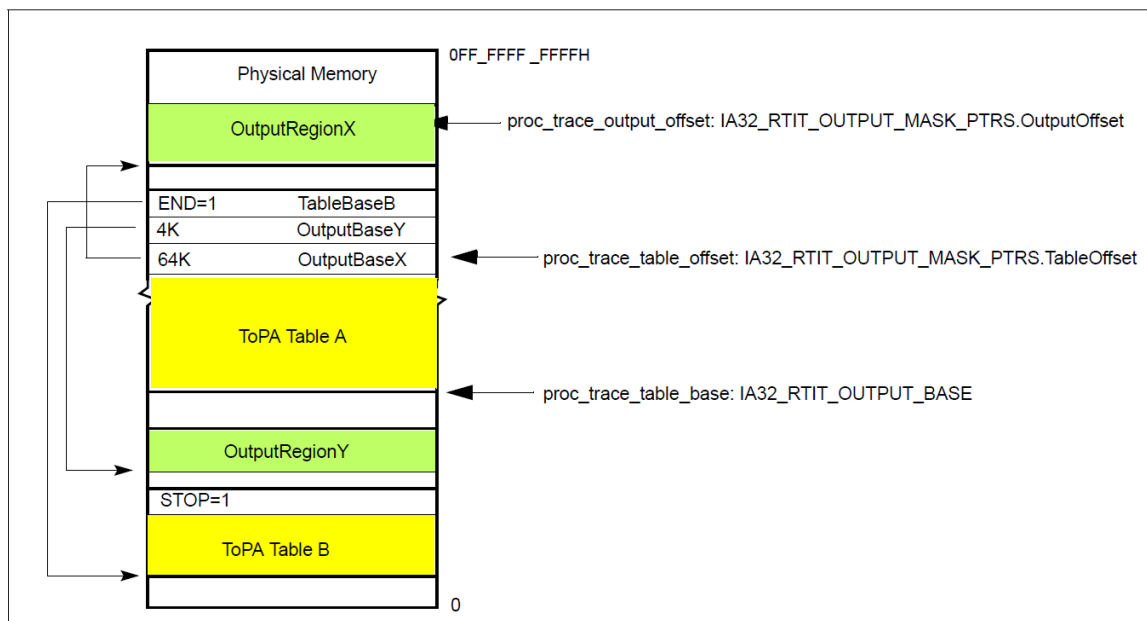 0FF_FFFF_FFFFH
Physical Memory
OutputRegionX
proc_trace_output_offset: IA32_RTIT_OUTPUT_MASK_PTRS.OutputOffset
END=1 TableBaseB
4K OutputBaseY
64K OutputBaseX
proc_trace_table_offset: IA32_RTIT_OUTPUT_MASK_PTRS.TableOffset
ToPA Table A
proc_trace_table_base: IA32_RTIT_OUTPUT_BASE
OutputRegionY
STOP=1
ToPA Table B
0